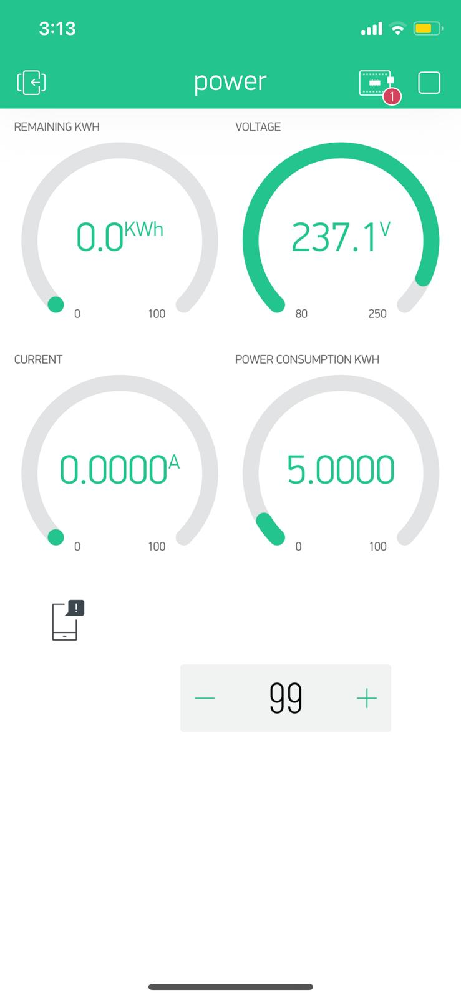 3:13
power
1
REMAINING KWH
VOLTAGE
0.0KWh
237.1V
0 100
80 250
CURRENT
POWER CONSUMPTION KWH
0.0000A
5.0000
0 100
0 100
!
— 99 +